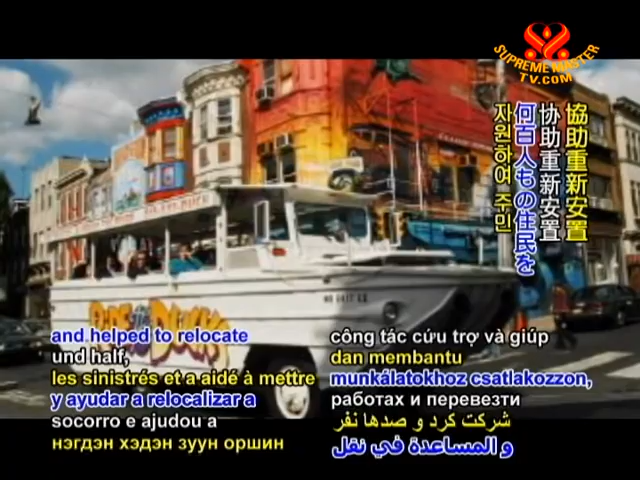 SUPREME MASTER
TV.COM
協助重新安置
协助重新安置
何百人もの住民を
자원하여 주민
RIDE THE DUCKS
and helped to relocate
und half,
les sinistrés et a aidé à mettre
y ayudar a relocalizar a
socorro e ajudou a
нэгдэн хэдэн зуун оршин
công tác cứu trợ và giúp
dan membantu
munkálatokhoz csatlakozzon,
работах и перевезти
شرکت کرد و صدها نفر
و المساعدة في نقل